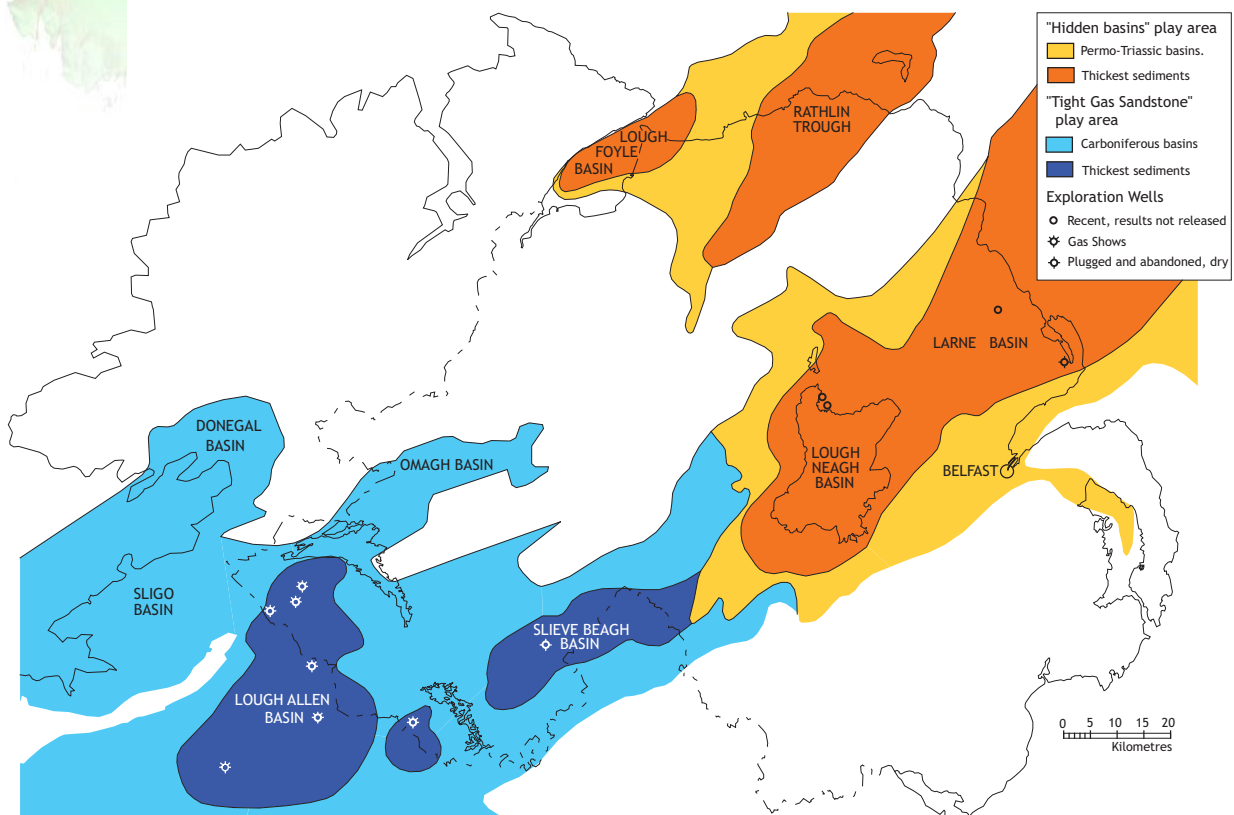 "Hidden basins" play area
Permo-Triassic basins.
Thickest sediments
"Tight Gas Sandstone"
play area
Carboniferous basins
Thickest sediments
Exploration Wells
Recent, results not released
Gas Shows
Plugged and abandoned, dry
RATHLIN
TROUGH
LOUGH
FOYLE
BASIN
LARNE BASIN
DONEGAL
BASIN
OMAGH BASIN
LOUGH
NEAGH
BASIN
BELFAST
SLIGO
BASIN
SLIEVE BEAGH
BASIN
LOUGH ALLEN
BASIN
0 5 10 15 20
Kilometres